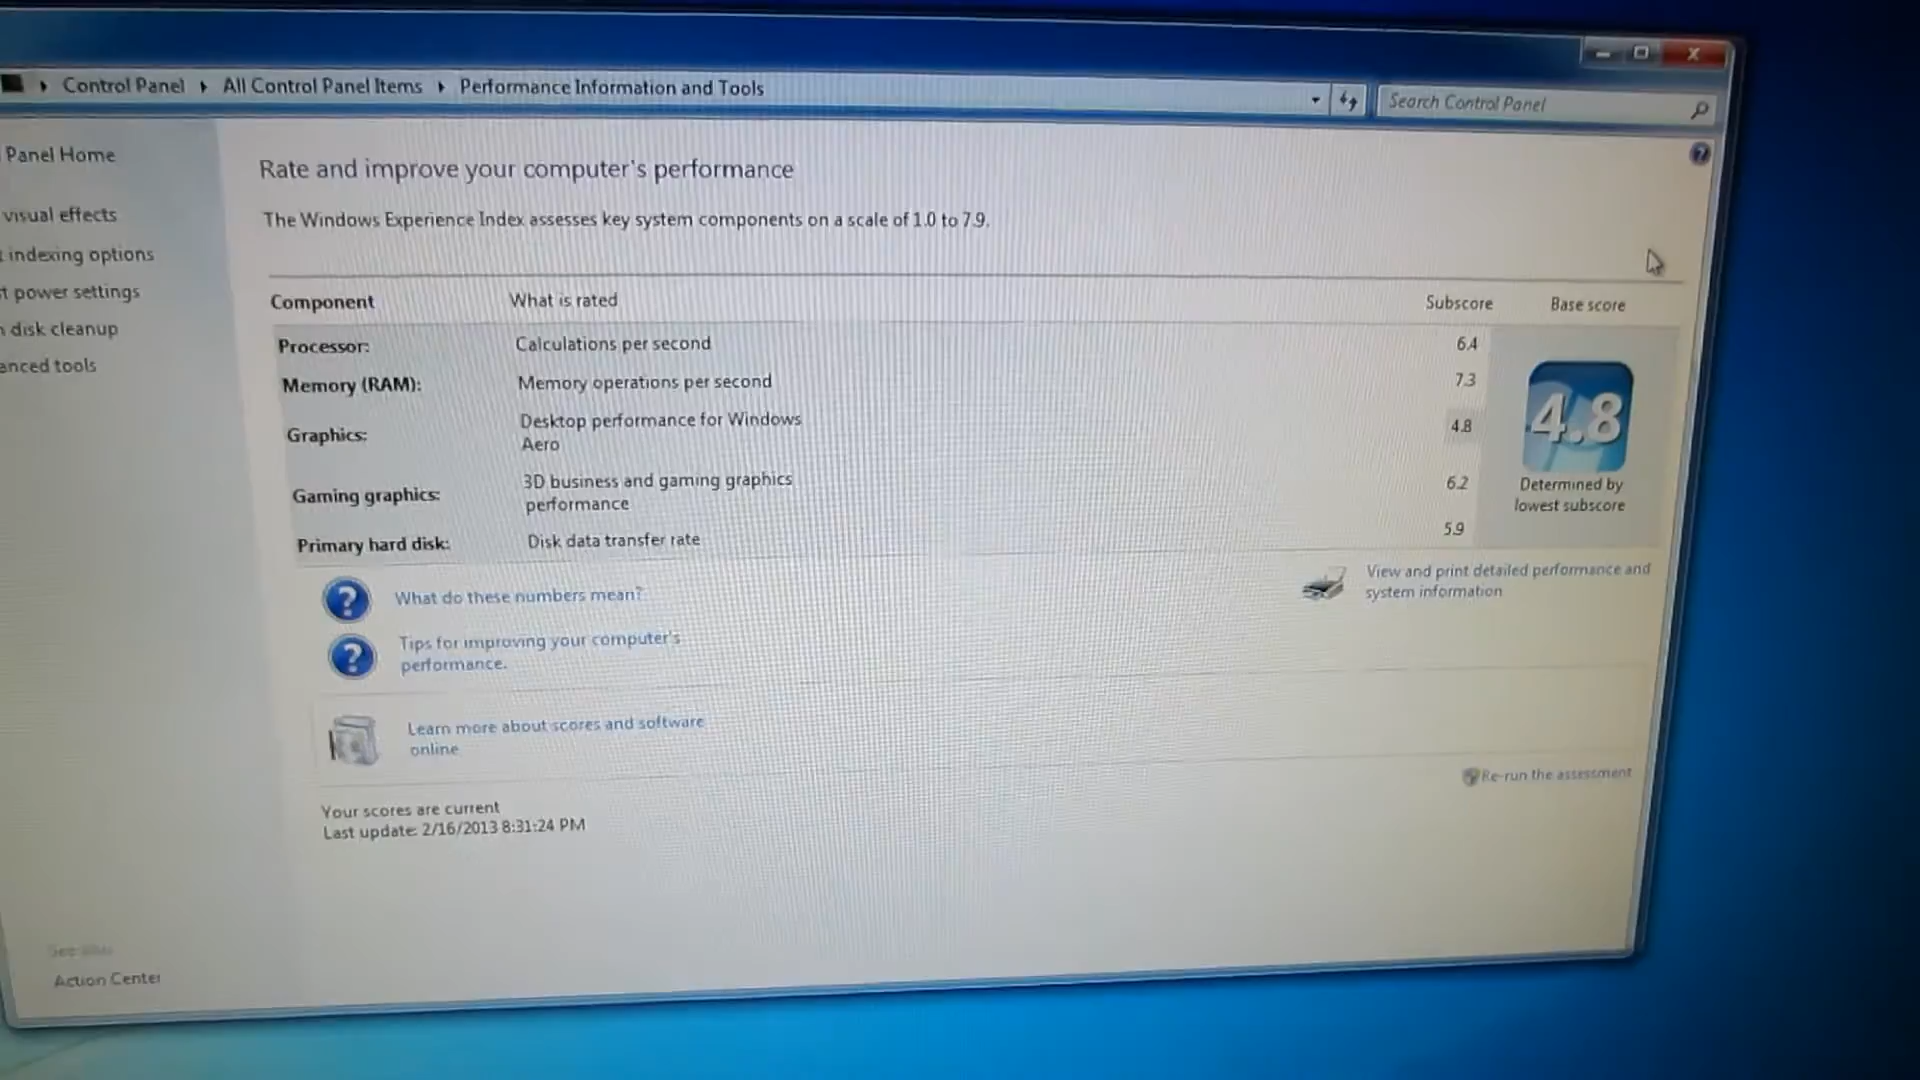 Control Panel All Control Panel Items Performance Information and Tools
Search Control Panel
Panel Home
visual effects
indexing options
power settings
disk cleanup
anced tools
Rate and improve your computer's performance
The Windows Experience Index assesses key system components on a scale of 1.0 to 7.9.
Component What is rated Subscore Base score
Processor: Calculations per second 6.4
Memory (RAM): Memory operations per second 7.3
Graphics: Desktop performance for Windows
Aero 4.8
Gaming graphics: 3D business and gaming graphics
performance 6.2
Primary hard disk: Disk data transfer rate 5.9
4.8
Determined by
lowest subscore
What do these numbers mean?
Tips for improving your computer's
performance.
View and print detailed performance and
system information
Learn more about scores and software
online
Re-run the assessment
Your scores are current
Last update: 2/16/2013 8:31:24 PM
Action Center